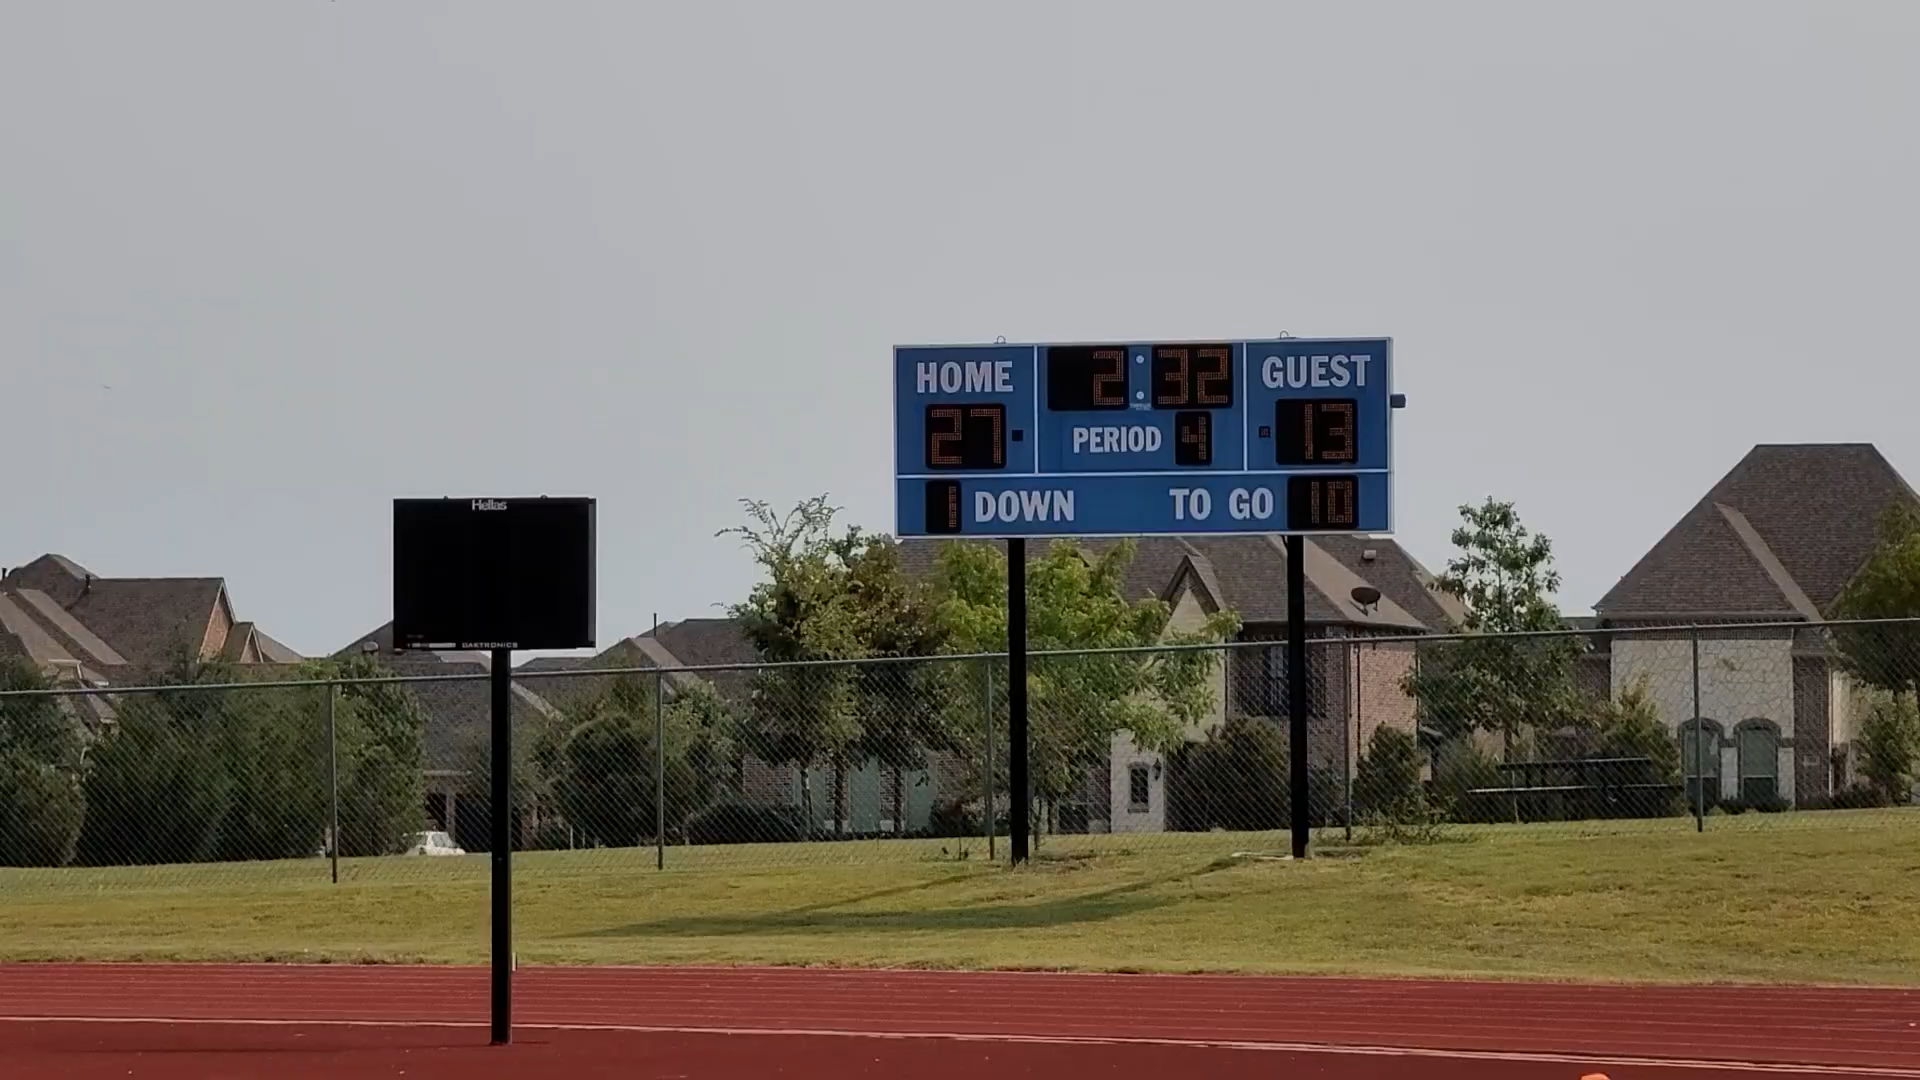 HOME 2:32 GUEST
27 PERIOD 4 13
1 DOWN TO GO 10
Hellas
DAKTRONICS